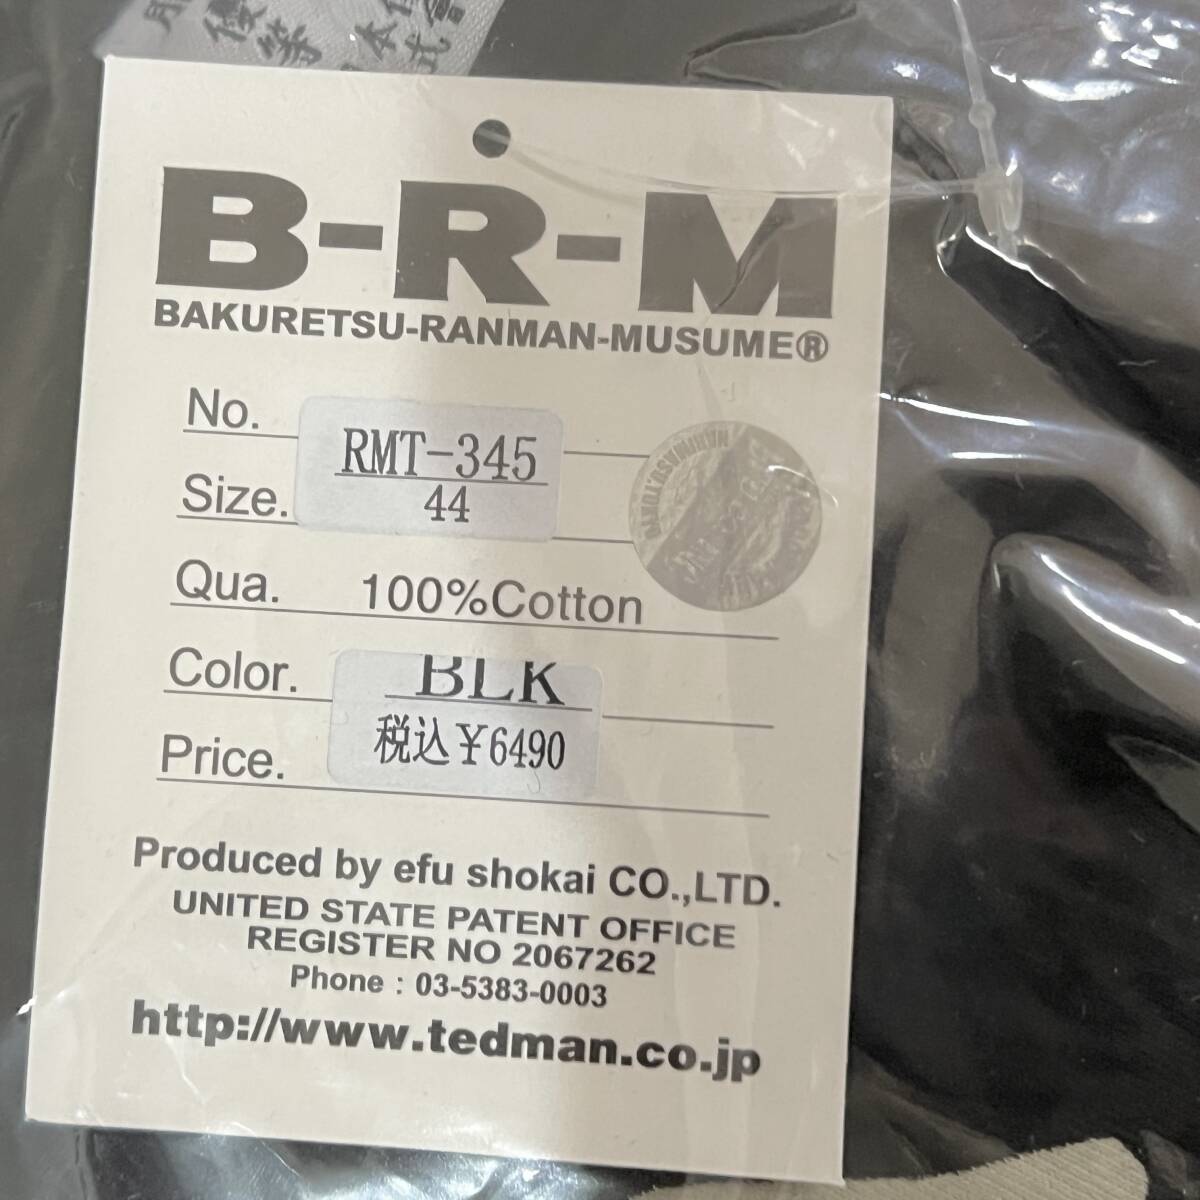 優等
B-R-M
BAKURETSU-RANMAN-MUSUME®
No. RMT-345
Size. 44
Qua. 100%Cotton
Color. BLK
Price. 税込¥6490
Produced by efu shokai CO.,LTD.
UNITED STATE PATENT OFFICE
REGISTER NO 2067262
Phone : 03-5383-0003
http://www.tedman.co.jp